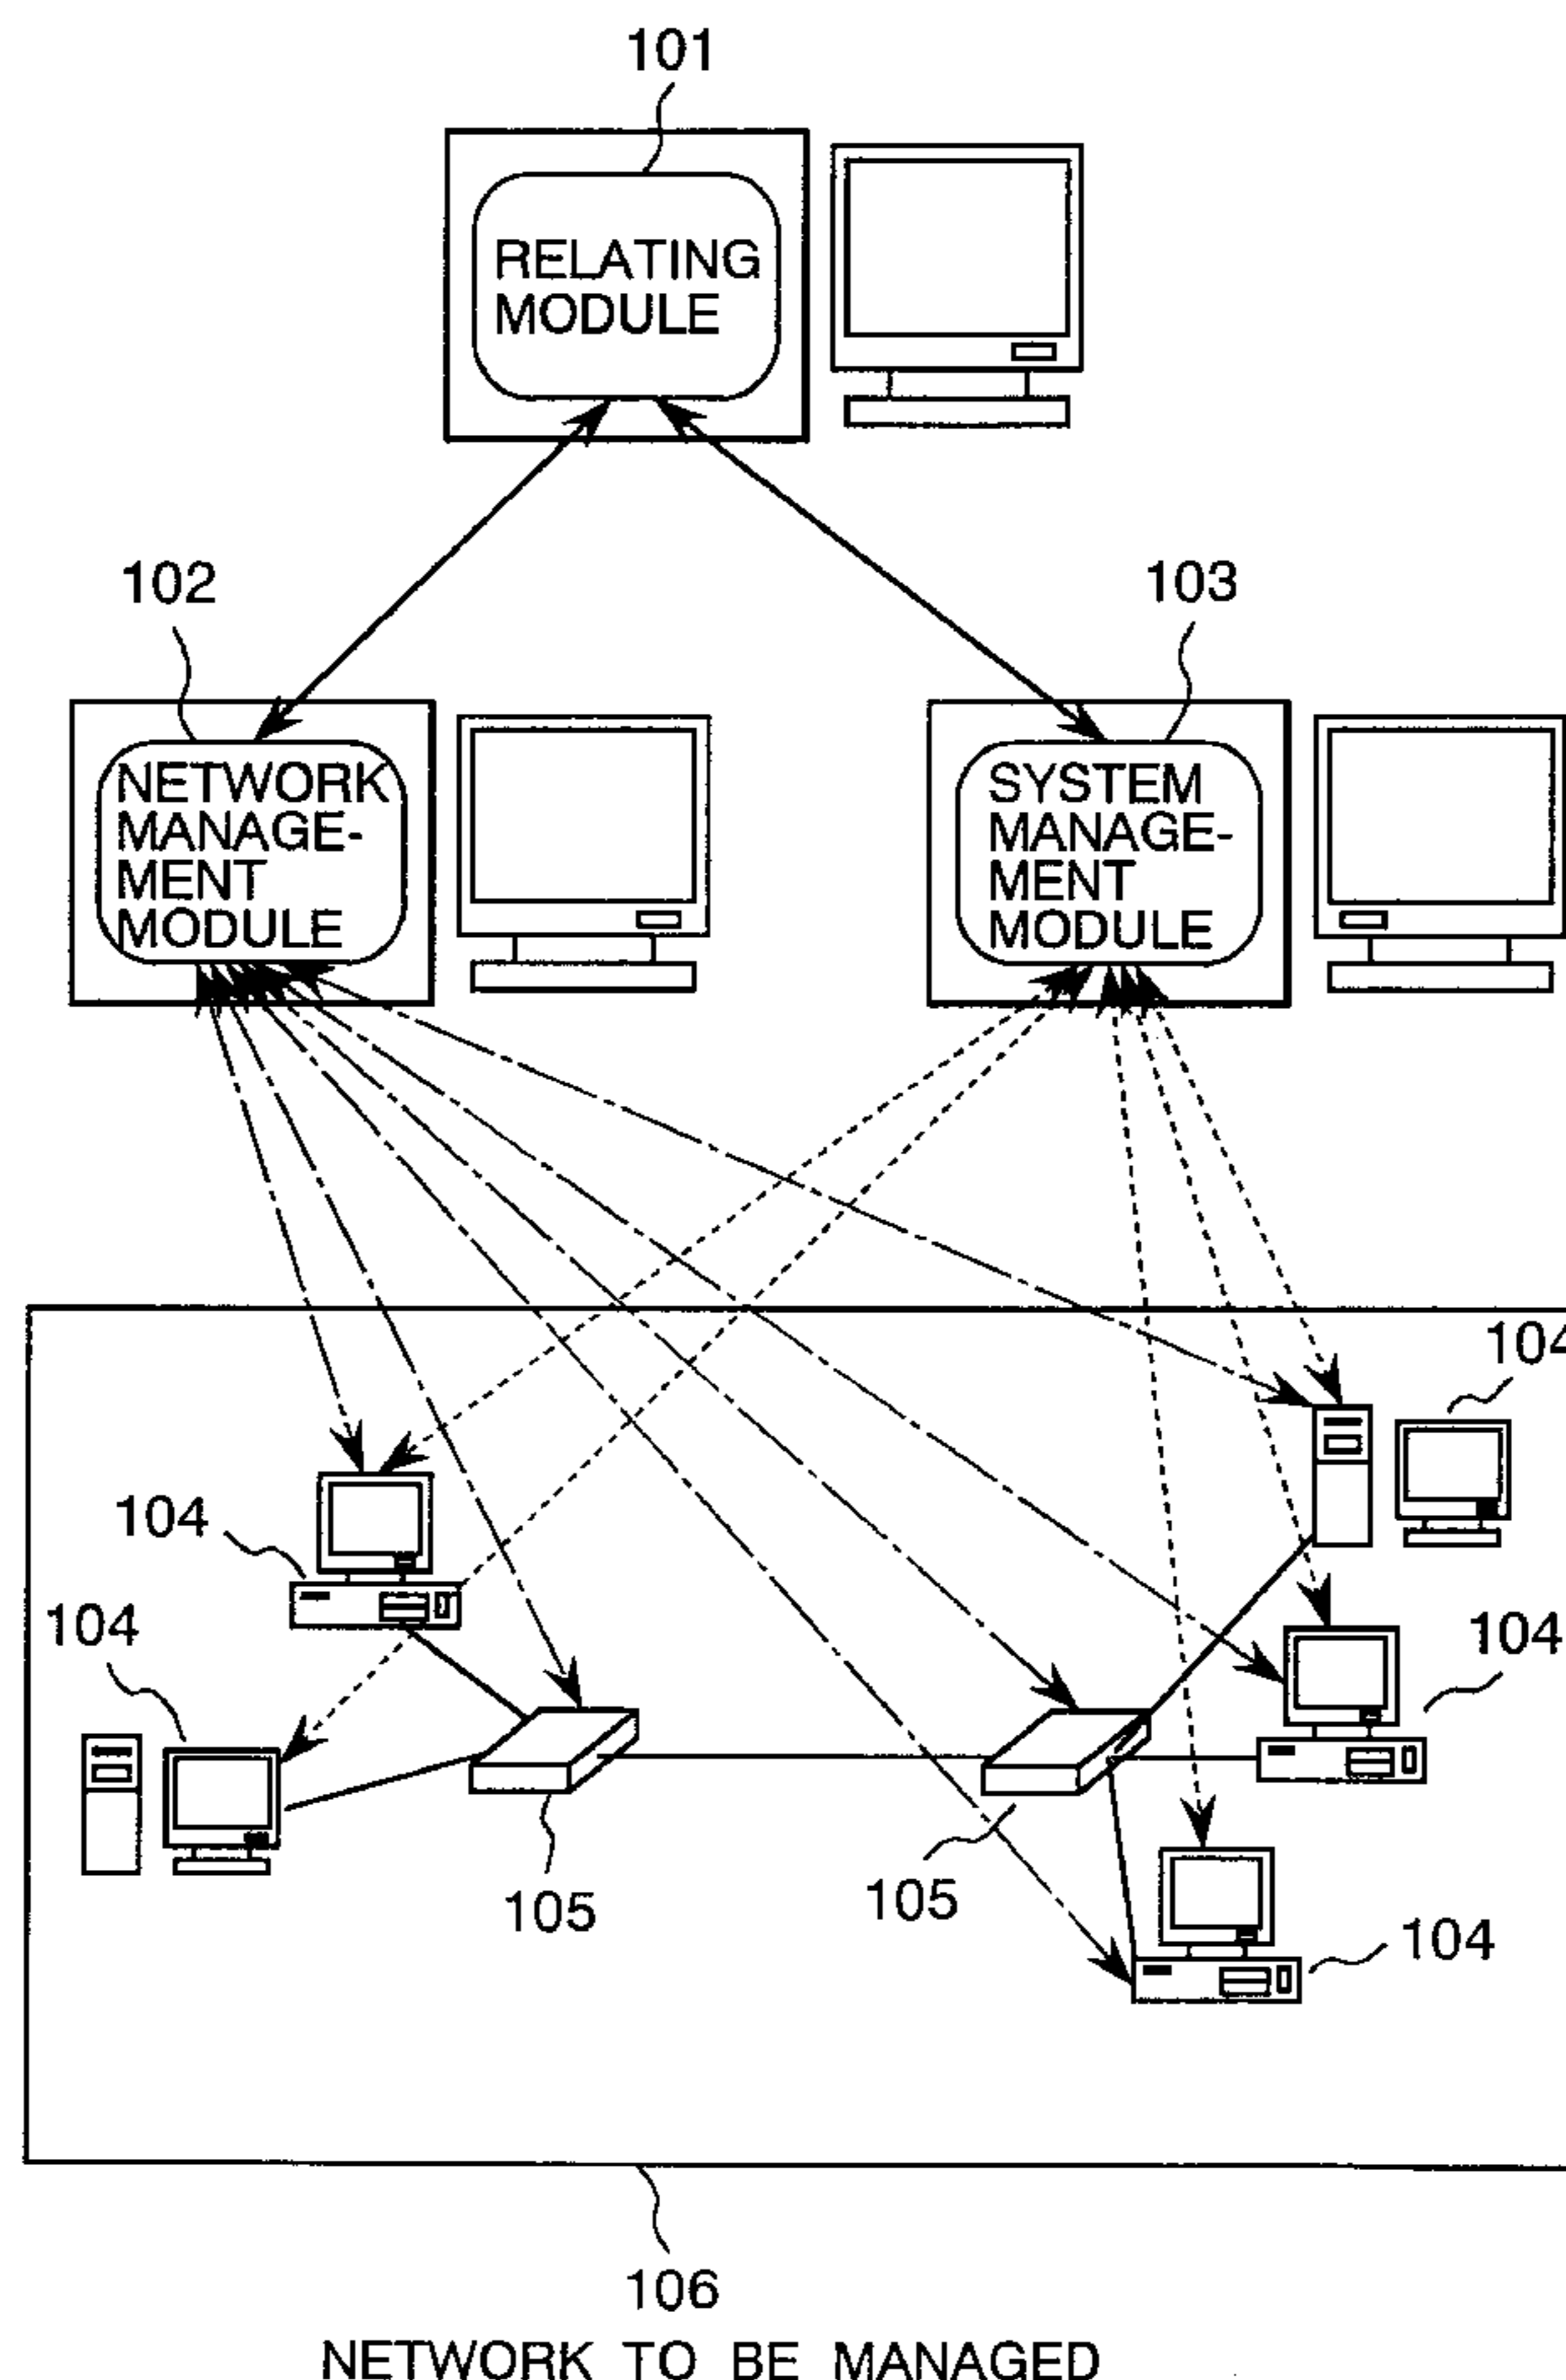 101
RELATING
MODULE
102
103
NETWORK
MANAGE-
MENT
MODULE
SYSTEM
MANAGE-
MENT
MODULE
104
104
104
104
104
105
105
106
NETWORK TO BE MANAGED